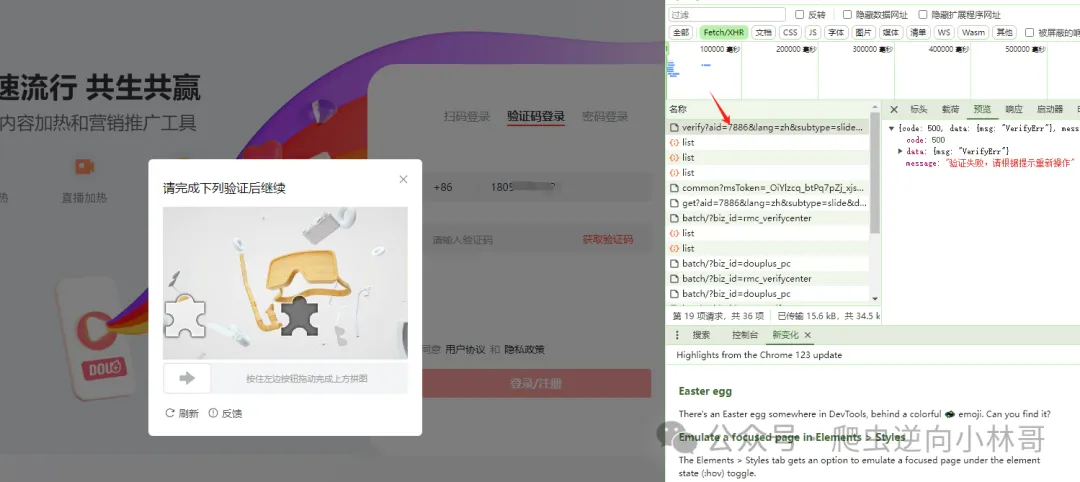 速流行 共生共赢
内容加热和营销推广工具
直播加热
DOU
扫码登录 验证码登录 密码登录
+86 1805
请输入验证码 获取验证码
用户协议 和 隐私政策
登录/注册
请完成下列验证后继续
按住左边按钮拖动完成上方拼图
刷新 反馈
过滤 反转 隐藏数据网址 隐藏扩展程序网址
全部 Fetch/XHR 文档 CSS JS 字体 图片 媒体 清单 WS Wasm 其他 被屏蔽的响
100000 毫秒 200000 毫秒 300000 毫秒 400000 毫秒 500000 毫秒
名称
verify?aid=7886&lang=zh&subtype=slide...
list
list
list
common?msToken=_OiYlzcq_btPq7pZj_xjs...
get?aid=7886&lang=zh&subtype=slide&d...
batch/?biz_id=rmc_verifycenter
list
list
batch/?biz_id=douplus_pc
batch/?biz_id=rmc_verifycenter
batch/?biz_id=douplus_pc
第 19 项请求，共 36 项 已传输 15.6 kB，共 34.5 k
标头 载荷 预览 响应 启动器
{code: 500, data: {msg: "VerifyErr"}, messa
code: 500
data: {msg: "VerifyErr"}
message: "验证失败，请根据提示重新操作"
搜索 控制台 新变化
Highlights from the Chrome 123 update
Easter egg
There's an Easter egg somewhere in DevTools, behind a colorful emoji. Can you find it?
Emulate a focused page in Elements > Styles
The Elements > Styles tab gets an option to emulate a focused page under the element
state (:hov) toggle.
公众号 · 爬虫逆向小林哥